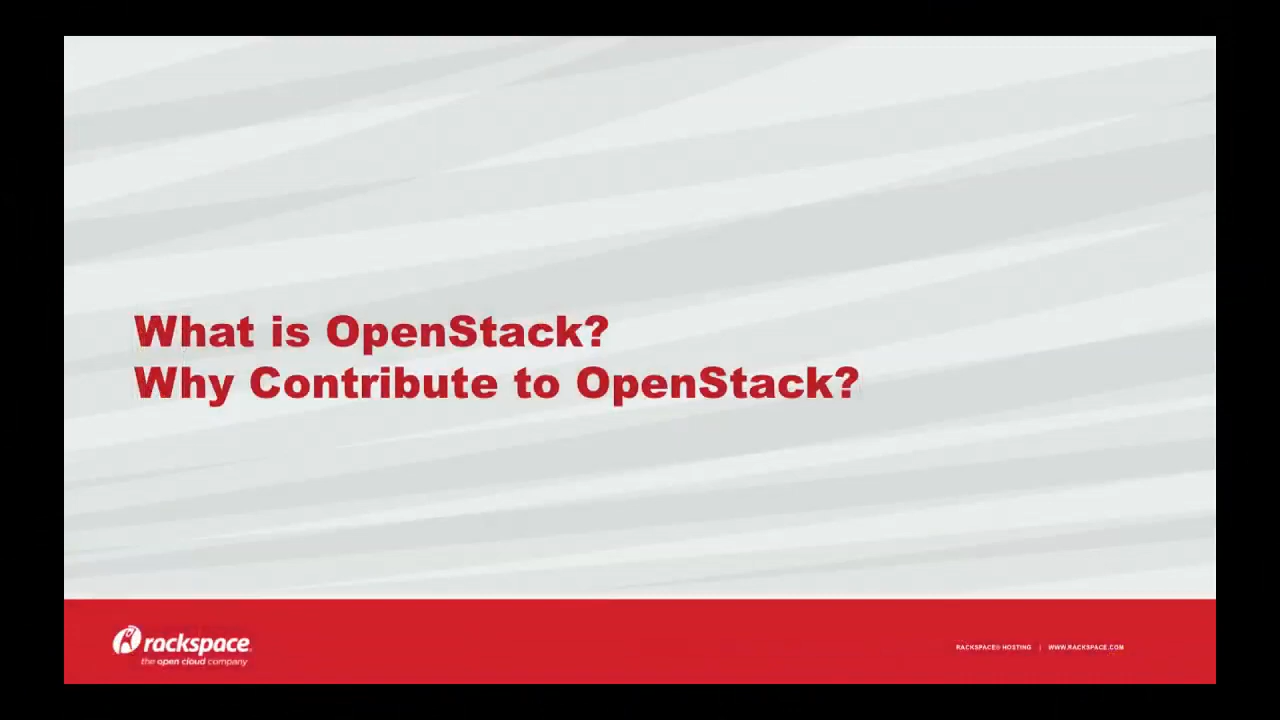 What is OpenStack?
Why Contribute to OpenStack?
rackspace®
the open cloud company
RACKSPACE® HOSTING | WWW.RACKSPACE.COM